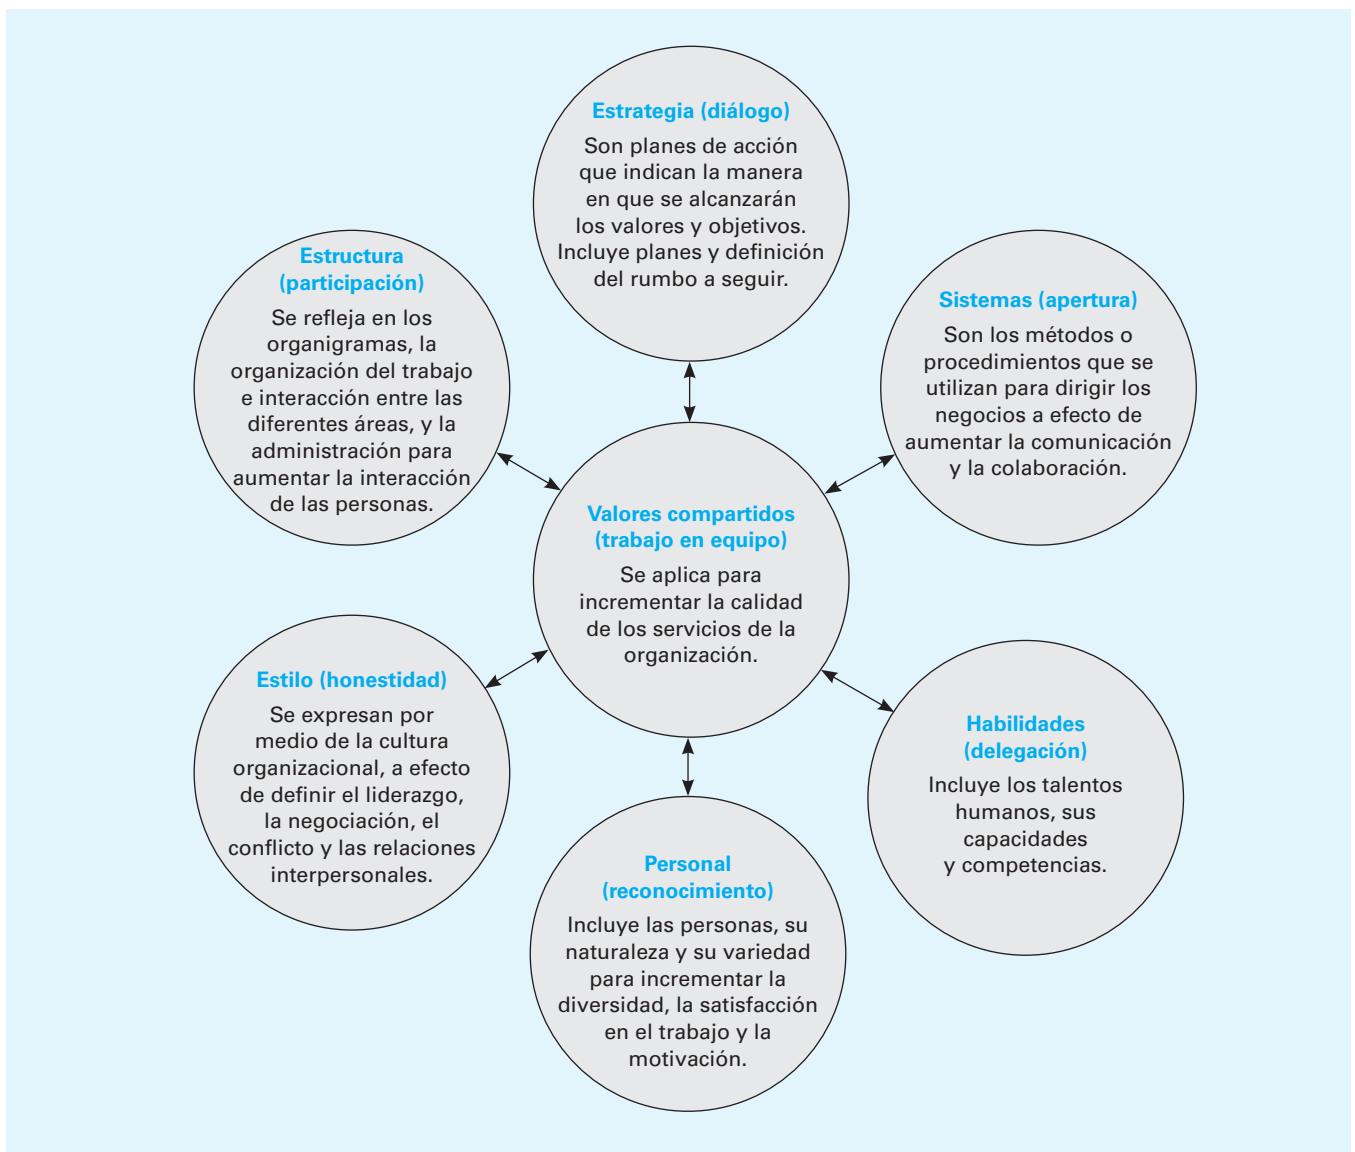 Estrategia (diálogo)
Son planes de acción
que indican la manera
en que se alcanzarán
los valores y objetivos.
Incluye planes y definición
del rumbo a seguir.
Estructura
(participación)
Se refleja en los
organigramas, la
organización del trabajo
e interacción entre las
diferentes áreas, y la
administración para
aumentar la interacción
de las personas.
Sistemas (apertura)
Son los métodos o
procedimientos que se
utilizan para dirigir los
negocios a efecto de
aumentar la comunicación
y la colaboración.
Valores compartidos
(trabajo en equipo)
Se aplica para
incrementar la calidad
de los servicios de la
organización.
Estilo (honestidad)
Se expresan por
medio de la cultura
organizacional, a efecto
de definir el liderazgo,
la negociación, el
conflicto y las relaciones
interpersonales.
Habilidades
(delegación)
Incluye los talentos
humanos, sus
capacidades
y competencias.
Personal
(reconocimiento)
Incluye las personas, su
naturaleza y su variedad
para incrementar la
diversidad, la satisfacción
en el trabajo y la
motivación.